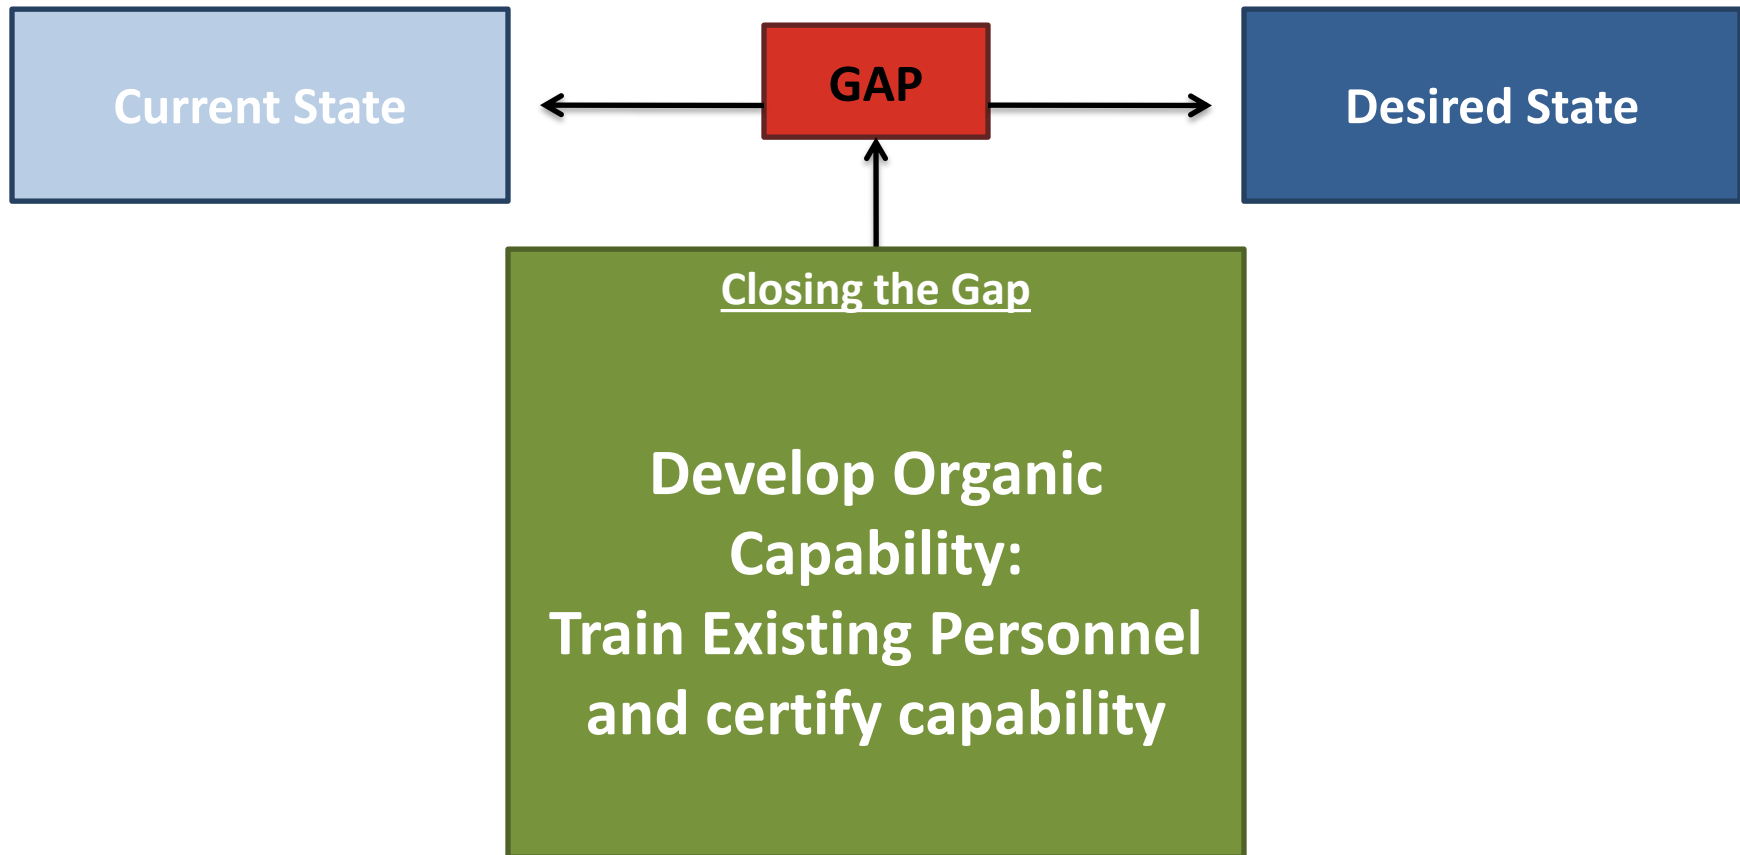 Current State
GAP
Desired State
Closing the Gap
Develop Organic
Capability:
Train Existing Personnel
and certify capability